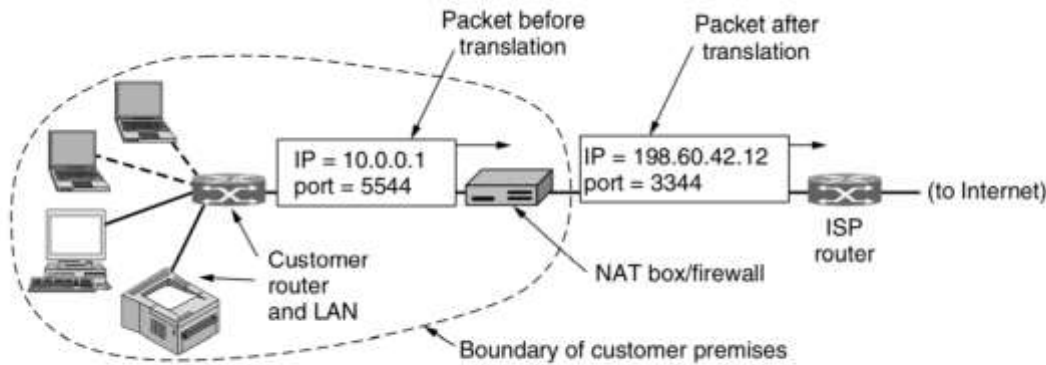 Packet before
translation
Packet after
translation
IP = 10.0.0.1
port = 5544
IP = 198.60.42.12
port = 3344
(to Internet)
ISP
router
Customer
router
and LAN
NAT box/firewall
Boundary of customer premises